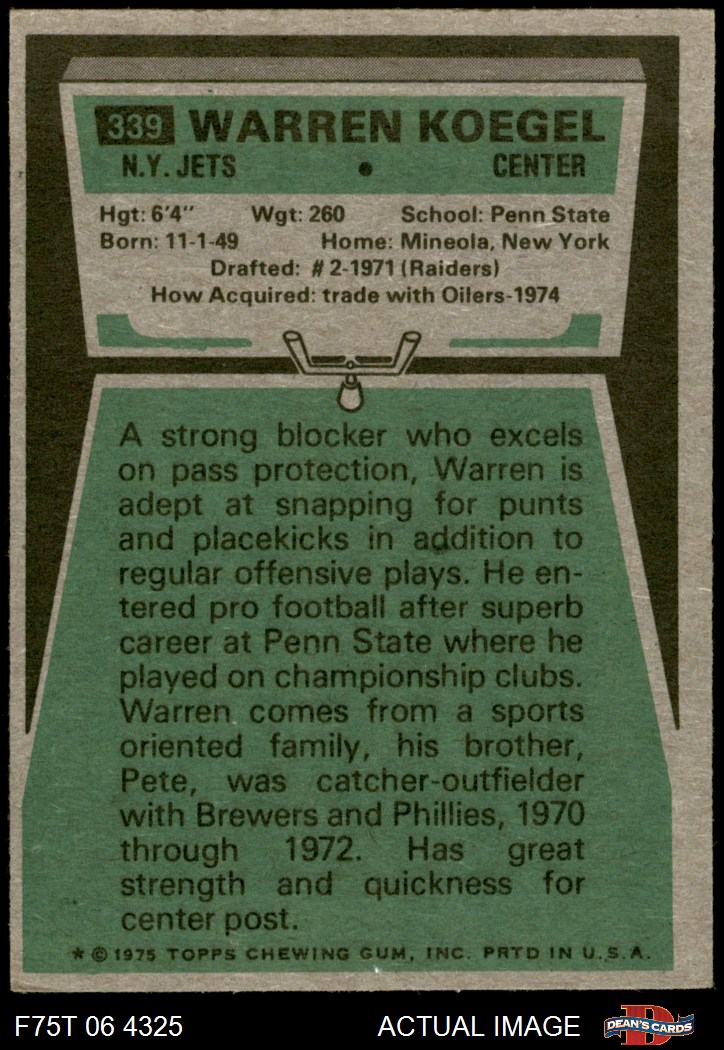 339 WARREN KOEGEL
N.Y. JETS • CENTER
Hgt: 6'4" Wgt: 260 School: Penn State
Born: 11-1-49 Home: Mineola, New York
Drafted: #2-1971 (Raiders)
How Acquired: trade with Oilers-1974
A strong blocker who excels
on pass protection, Warren is
adept at snapping for punts
and placekicks in addition to
regular offensive plays. He en-
tered pro football after superb
career at Penn State where he
played on championship clubs.
Warren comes from a sports
oriented family, his brother,
Pete, was catcher-outfielder
with Brewers and Phillies, 1970
through 1972. Has great
strength and quickness for
center post.
* © 1975 TOPPS CHEWING GUM, INC. PRTD IN U.S.A.
F75T 06 4325 ACTUAL IMAGE D DEAN'S CARDS